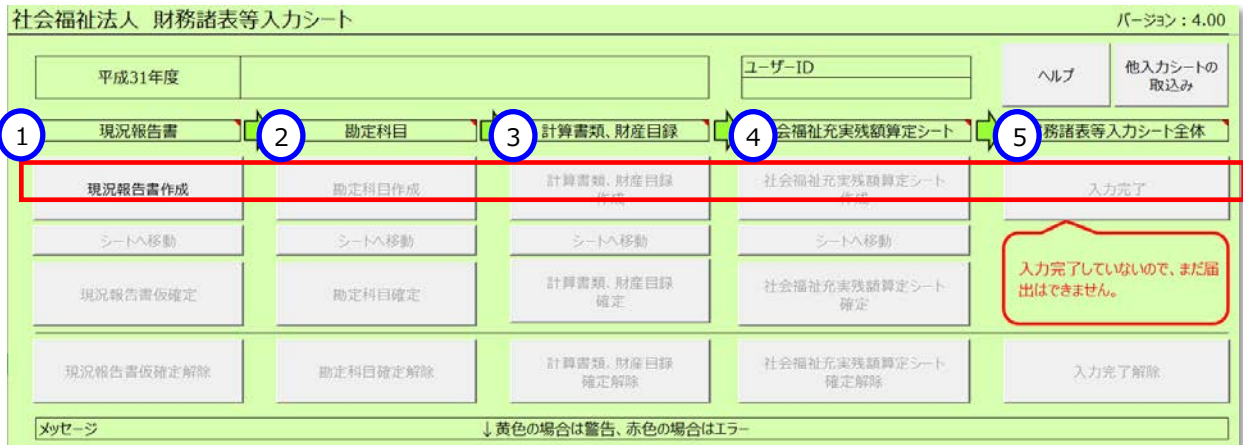 社会福祉法人 財務諸表等入力シート
バージョン：4.00
平成31年度
ユーザーID
ヘルプ
他入力シートの
取込み
1
現況報告書
2
勘定科目
3
計算書類、財産目録
4
会福祉充実残額算定シート
5
務諸表等入力シート全体
現況報告書作成
勘定科目作成
計算書類、財産目録
作成
社会福祉充実残額算定シート
作成
入力完了
シートへ移動
シートへ移動
シートへ移動
シートへ移動
入力完了していないので、まだ届
出はできません。
現況報告書仮確定
勘定科目確定
計算書類、財産目録
確定
社会福祉充実残額算定シート
確定
現況報告書仮確定解除
勘定科目確定解除
計算書類、財産目録
確定解除
社会福祉充実残額算定シート
確定解除
入力完了解除
メッセージ
↓黄色の場合は警告、赤色の場合はエラー